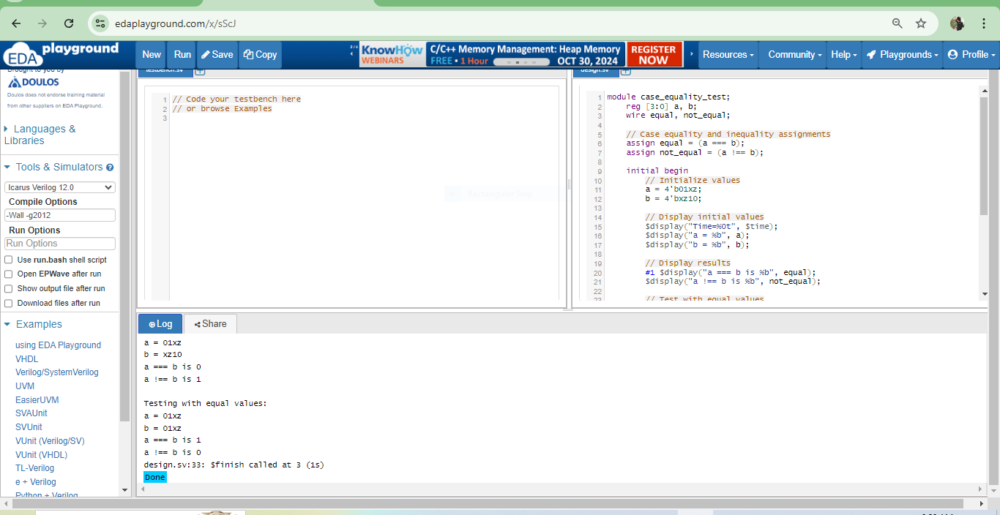 edaplayground.com/x/sScJ
EDA playground
New
Run
Save
Copy
KnowHow
WEBINARS
C/C++ Memory Management: Heap Memory
FREE • 1 Hour
OCT 30, 2024
REGISTER
NOW
Resources
Community
Help
Playgrounds
Profile
Brought to you by
DOULOS
Doulos does not endorse training material
from other suppliers on EDA Playground.
Languages &
Libraries
Tools & Simulators
Icarus Verilog 12.0
Compile Options
-Wall -g2012
Run Options
Run Options
Use run.bash shell script
Open EPWave after run
Show output file after run
Download files after run
Examples
using EDA Playground
VHDL
Verilog/SystemVerilog
UVM
EasierUVM
SVAUnit
SVUnit
VUnit (Verilog/SV)
VUnit (VHDL)
TL-Verilog
e + Verilog
Python + Verilog
testbench.sv
1 // Code your testbench here
2 // or browse Examples
3
design.sv
1 module case_equality_test;
2 reg [3:0] a, b;
3 wire equal, not_equal;
4
5 // Case equality and inequality assignments
6 assign equal = (a === b);
7 assign not_equal = (a !== b);
8
9 initial begin
10 // Initialize values
11 a = 4'b01xz;
12 b = 4'bxz10;
13
14 // Display initial values
15 $display("Time=%0t", $time);
16 $display("a = %b", a);
17 $display("b = %b", b);
18
19 // Display results
20 #1 $display("a === b is %b", equal);
21 $display("a !== b is %b", not_equal);
22
23 // Test with equal values
Log
Share
a = 01xz
b = xz10
a === b is 0
a !== b is 1
Testing with equal values:
a = 01xz
b = 01xz
a === b is 1
a !== b is 0
design.sv:33: $finish called at 3 (1s)
Done